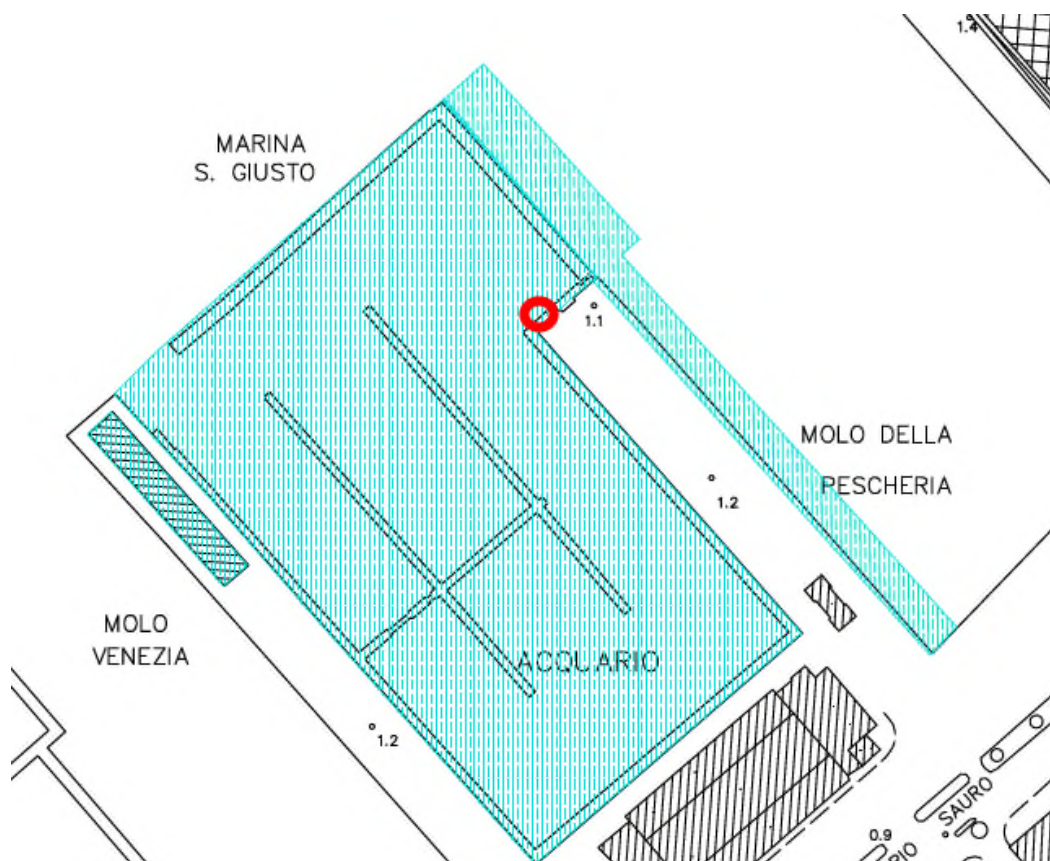 1.4
MARINA
S. GIUSTO
1.1
MOLO DELLA
PESCHERIA
1.2
MOLO
VENEZIA
ACQUARIO
1.2
SAURO
0.9
RIO